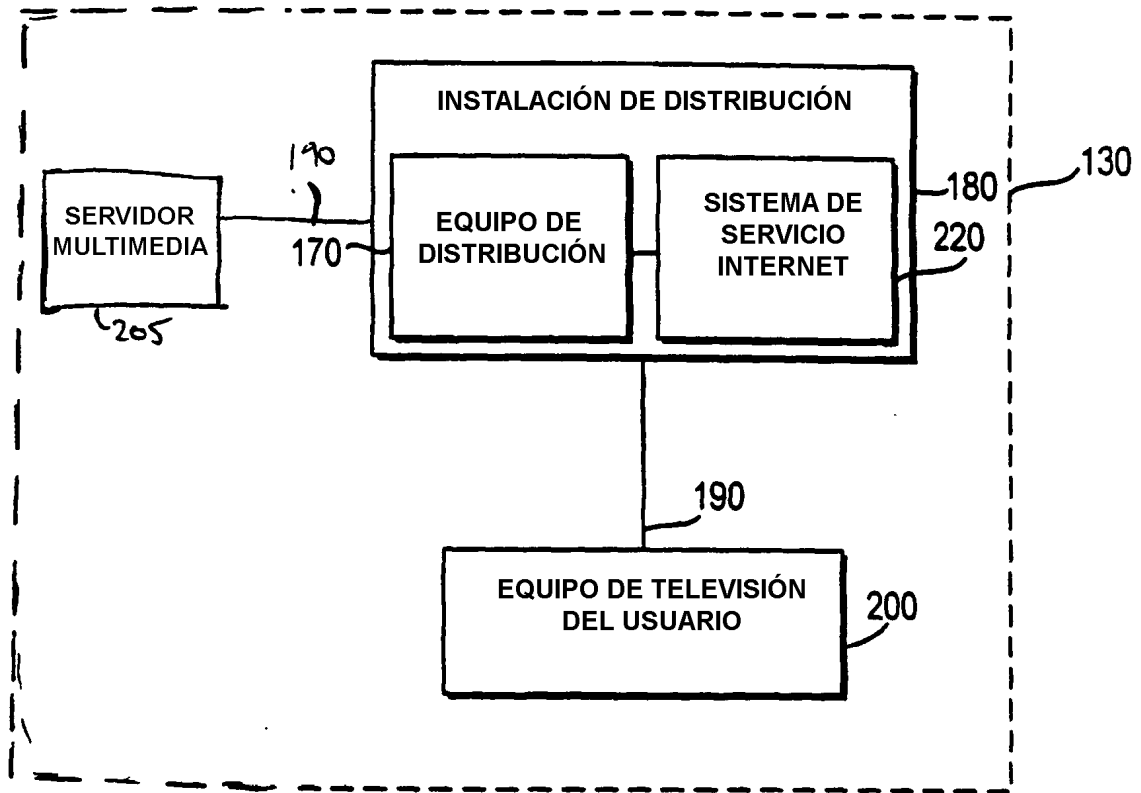 INSTALACIÓN DE DISTRIBUCIÓN
130
190
180
SERVIDOR
MULTIMEDIA
170
EQUIPO DE
DISTRIBUCIÓN
SISTEMA DE
SERVICIO
INTERNET
220
205
190
EQUIPO DE TELEVISIÓN
DEL USUARIO
200